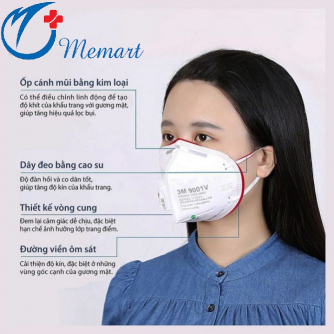 Memart
Ốp cánh mũi bằng kim loại
Có thể điều chỉnh linh động để tạo
độ khít của khẩu trang với gương mặt,
giúp tăng hiệu quả lọc bụi.
Dây đeo bằng cao su
Độ đàn hồi và co dãn tốt,
giúp tăng độ kín của khẩu trang.
3M 9001V
Thiết kế vòng cung
Đem lại cảm giác dễ chịu, đặc biệt
hạn chế ảnh hưởng lớp trang điểm.
Đường viền ôm sát
Cải thiện độ kín, đặc biệt ở những
vùng góc cạnh của gương mặt.